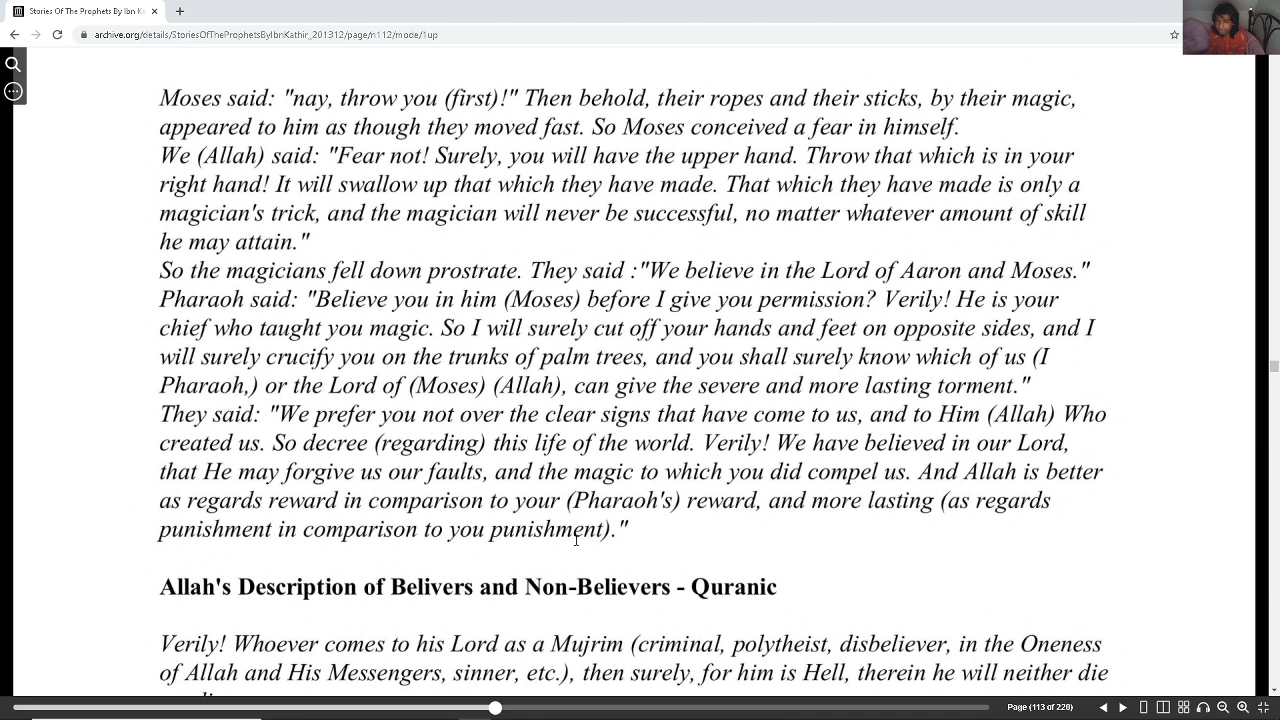 Stories Of The Prophets By Ibn Ka
archive.org/details/StoriesOfTheProphetsByIbnKathir_201312/page/n112/mode/1up
Moses said: "nay, throw you (first)!" Then behold, their ropes and their sticks, by their magic,
appeared to him as though they moved fast. So Moses conceived a fear in himself.
We (Allah) said: "Fear not! Surely, you will have the upper hand. Throw that which is in your
right hand! It will swallow up that which they have made. That which they have made is only a
magician's trick, and the magician will never be successful, no matter whatever amount of skill
he may attain."
So the magicians fell down prostrate. They said :"We believe in the Lord of Aaron and Moses."
Pharaoh said: "Believe you in him (Moses) before I give you permission? Verily! He is your
chief who taught you magic. So I will surely cut off your hands and feet on opposite sides, and I
will surely crucify you on the trunks of palm trees, and you shall surely know which of us (I
Pharaoh,) or the Lord of (Moses) (Allah), can give the severe and more lasting torment."
They said: "We prefer you not over the clear signs that have come to us, and to Him (Allah) Who
created us. So decree (regarding) this life of the world. Verily! We have believed in our Lord,
that He may forgive us our faults, and the magic to which you did compel us. And Allah is better
as regards reward in comparison to your (Pharaoh's) reward, and more lasting (as regards
punishment in comparison to you punishment)."
Allah's Description of Belivers and Non-Believers - Quranic
Verily! Whoever comes to his Lord as a Mujrim (criminal, polytheist, disbeliever, in the Oneness
of Allah and His Messengers, sinner, etc.), then surely, for him is Hell, therein he will neither die
Page (113 of 220)